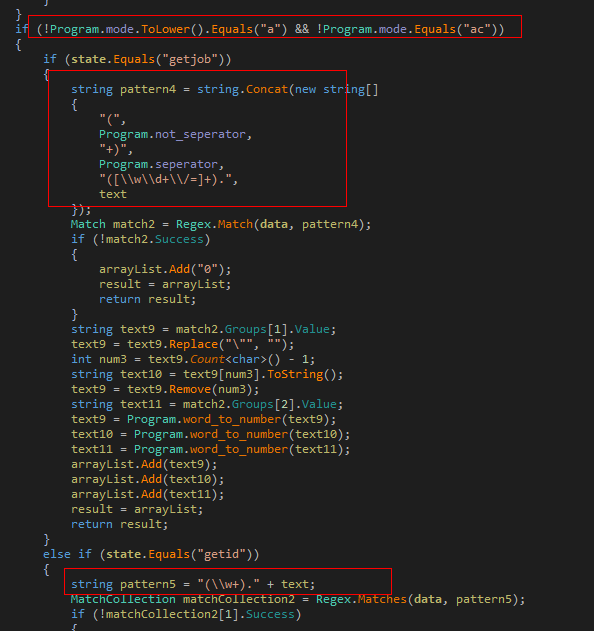 }
}
if (!Program.mode.ToLower().Equals("a") && !Program.mode.Equals("ac"))
{
if (state.Equals("getjob"))
{
string pattern4 = string.Concat(new string[]
{
"(",
Program.not_seperator,
"+)",
Program.seperator,
"([\\w\\d+\\/=]+).",
text
});
Match match2 = Regex.Match(data, pattern4);
if (!match2.Success)
{
arrayList.Add("0");
result = arrayList;
return result;
}
string text9 = match2.Groups[1].Value;
text9 = text9.Replace("\"", "");
int num3 = text9.Count<char>() - 1;
string text10 = text9[num3].ToString();
text9 = text9.Remove(num3);
string text11 = match2.Groups[2].Value;
text9 = Program.word_to_number(text9);
text10 = Program.word_to_number(text10);
text11 = Program.word_to_number(text11);
arrayList.Add(text9);
arrayList.Add(text10);
arrayList.Add(text11);
result = arrayList;
return result;
}
else if (state.Equals("getid"))
{
string pattern5 = "(\\w+)." + text;
MatchCollection matchCollection2 = Regex.Matches(data, pattern5);
if (!matchCollection2[1].Success)
{